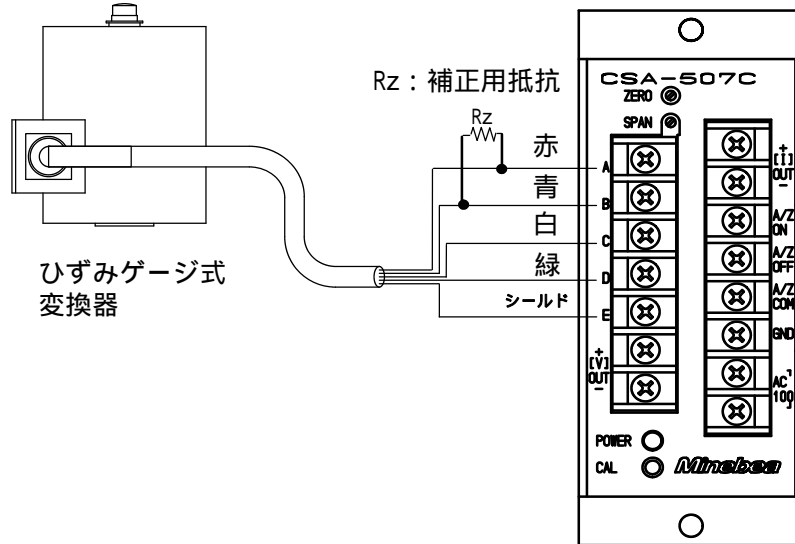 Rz：補正用抵抗
Rz
赤
青
白
緑
シールド
ひずみゲージ式
変換器
CSA-507C
ZERO
SPAN
A
B
C
D
E
+
[V]
OUT
-
+
[I]
OUT
-
A/Z
ON
A/Z
OFF
A/Z
COM
GND
AC
100
POWER
CAL
Minebea